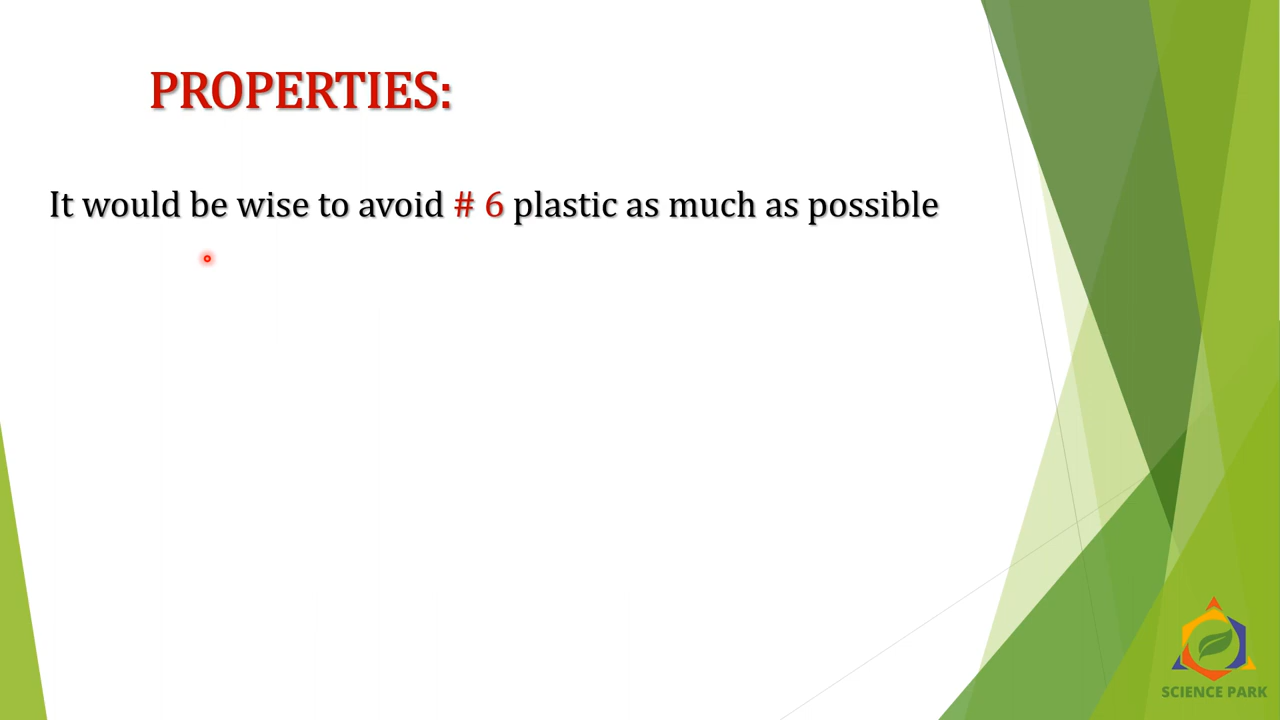 PROPERTIES:
It would be wise to avoid # 6 plastic as much as possible
SCIENCE PARK